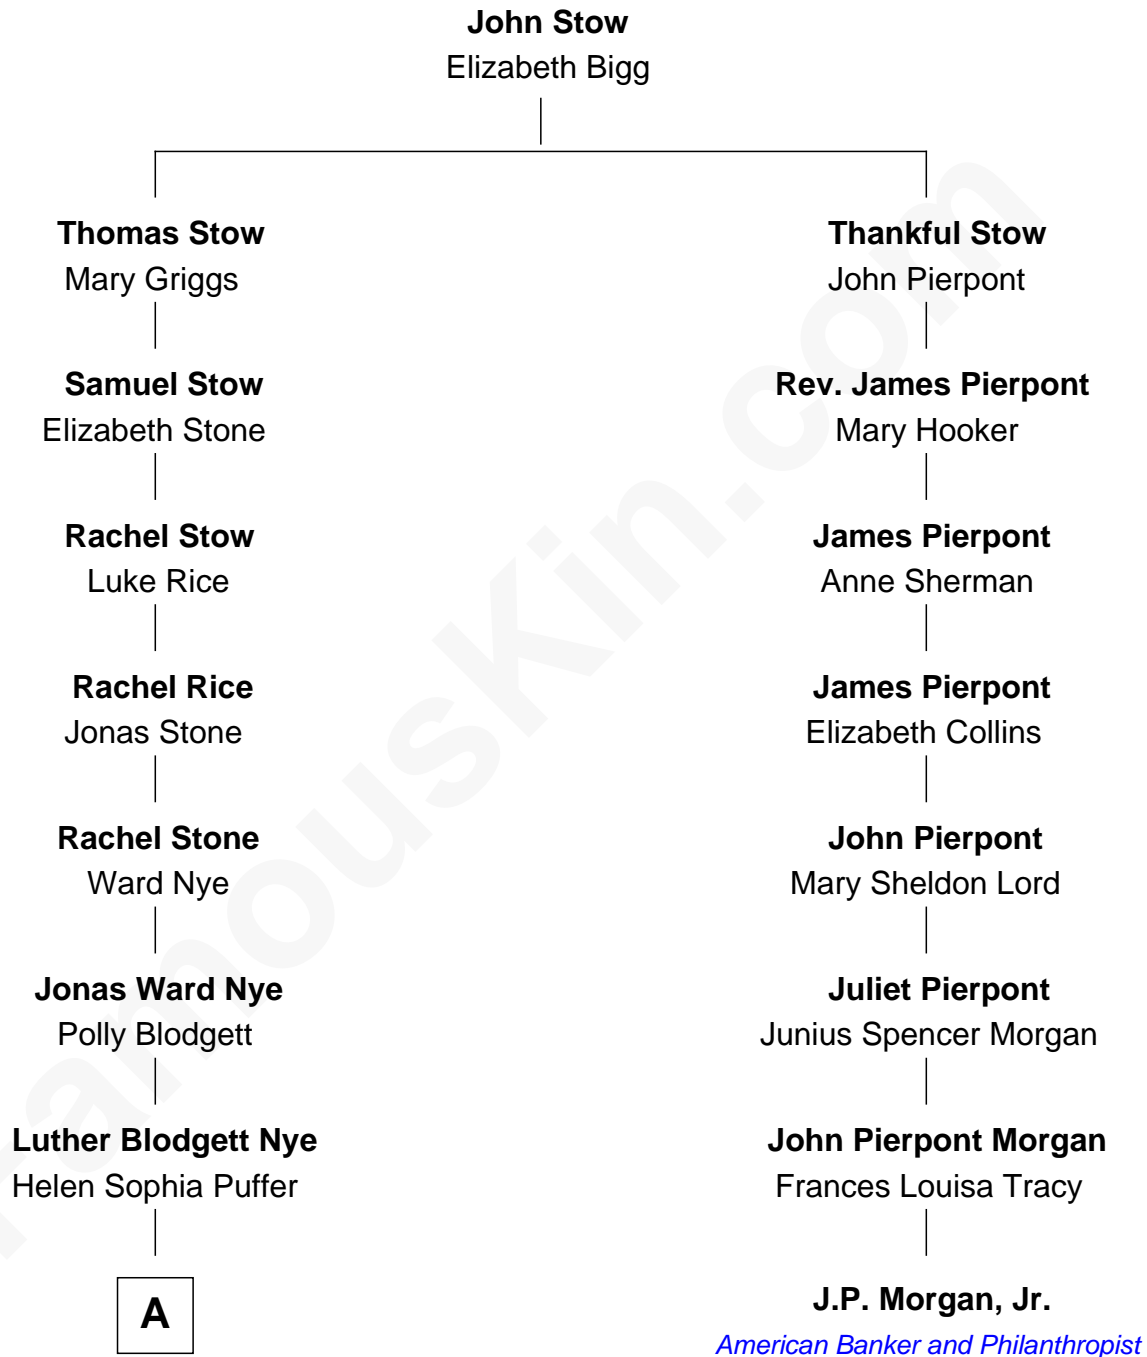 John Stow
Elizabeth Bigg
Thomas Stow
Mary Griggs
Thankful Stow
John Pierpont
Samuel Stow
Elizabeth Stone
Rev. James Pierpont
Mary Hooker
Rachel Stow
Luke Rice
James Pierpont
Anne Sherman
Rachel Rice
Jonas Stone
James Pierpont
Elizabeth Collins
Rachel Stone
Ward Nye
John Pierpont
Mary Sheldon Lord
Jonas Ward Nye
Polly Blodgett
Juliet Pierpont
Junius Spencer Morgan
Luther Blodgett Nye
Helen Sophia Puffer
John Pierpont Morgan
Frances Louisa Tracy
A
J.P. Morgan, Jr.
American Banker and Philanthropist
FamousKin.com